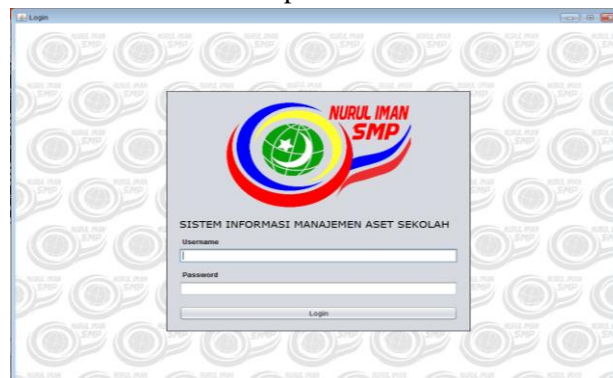 Login
NURUL IMAN
SMP
SISTEM INFORMASI MANAJEMEN ASET SEKOLAH
Username
Password
Login